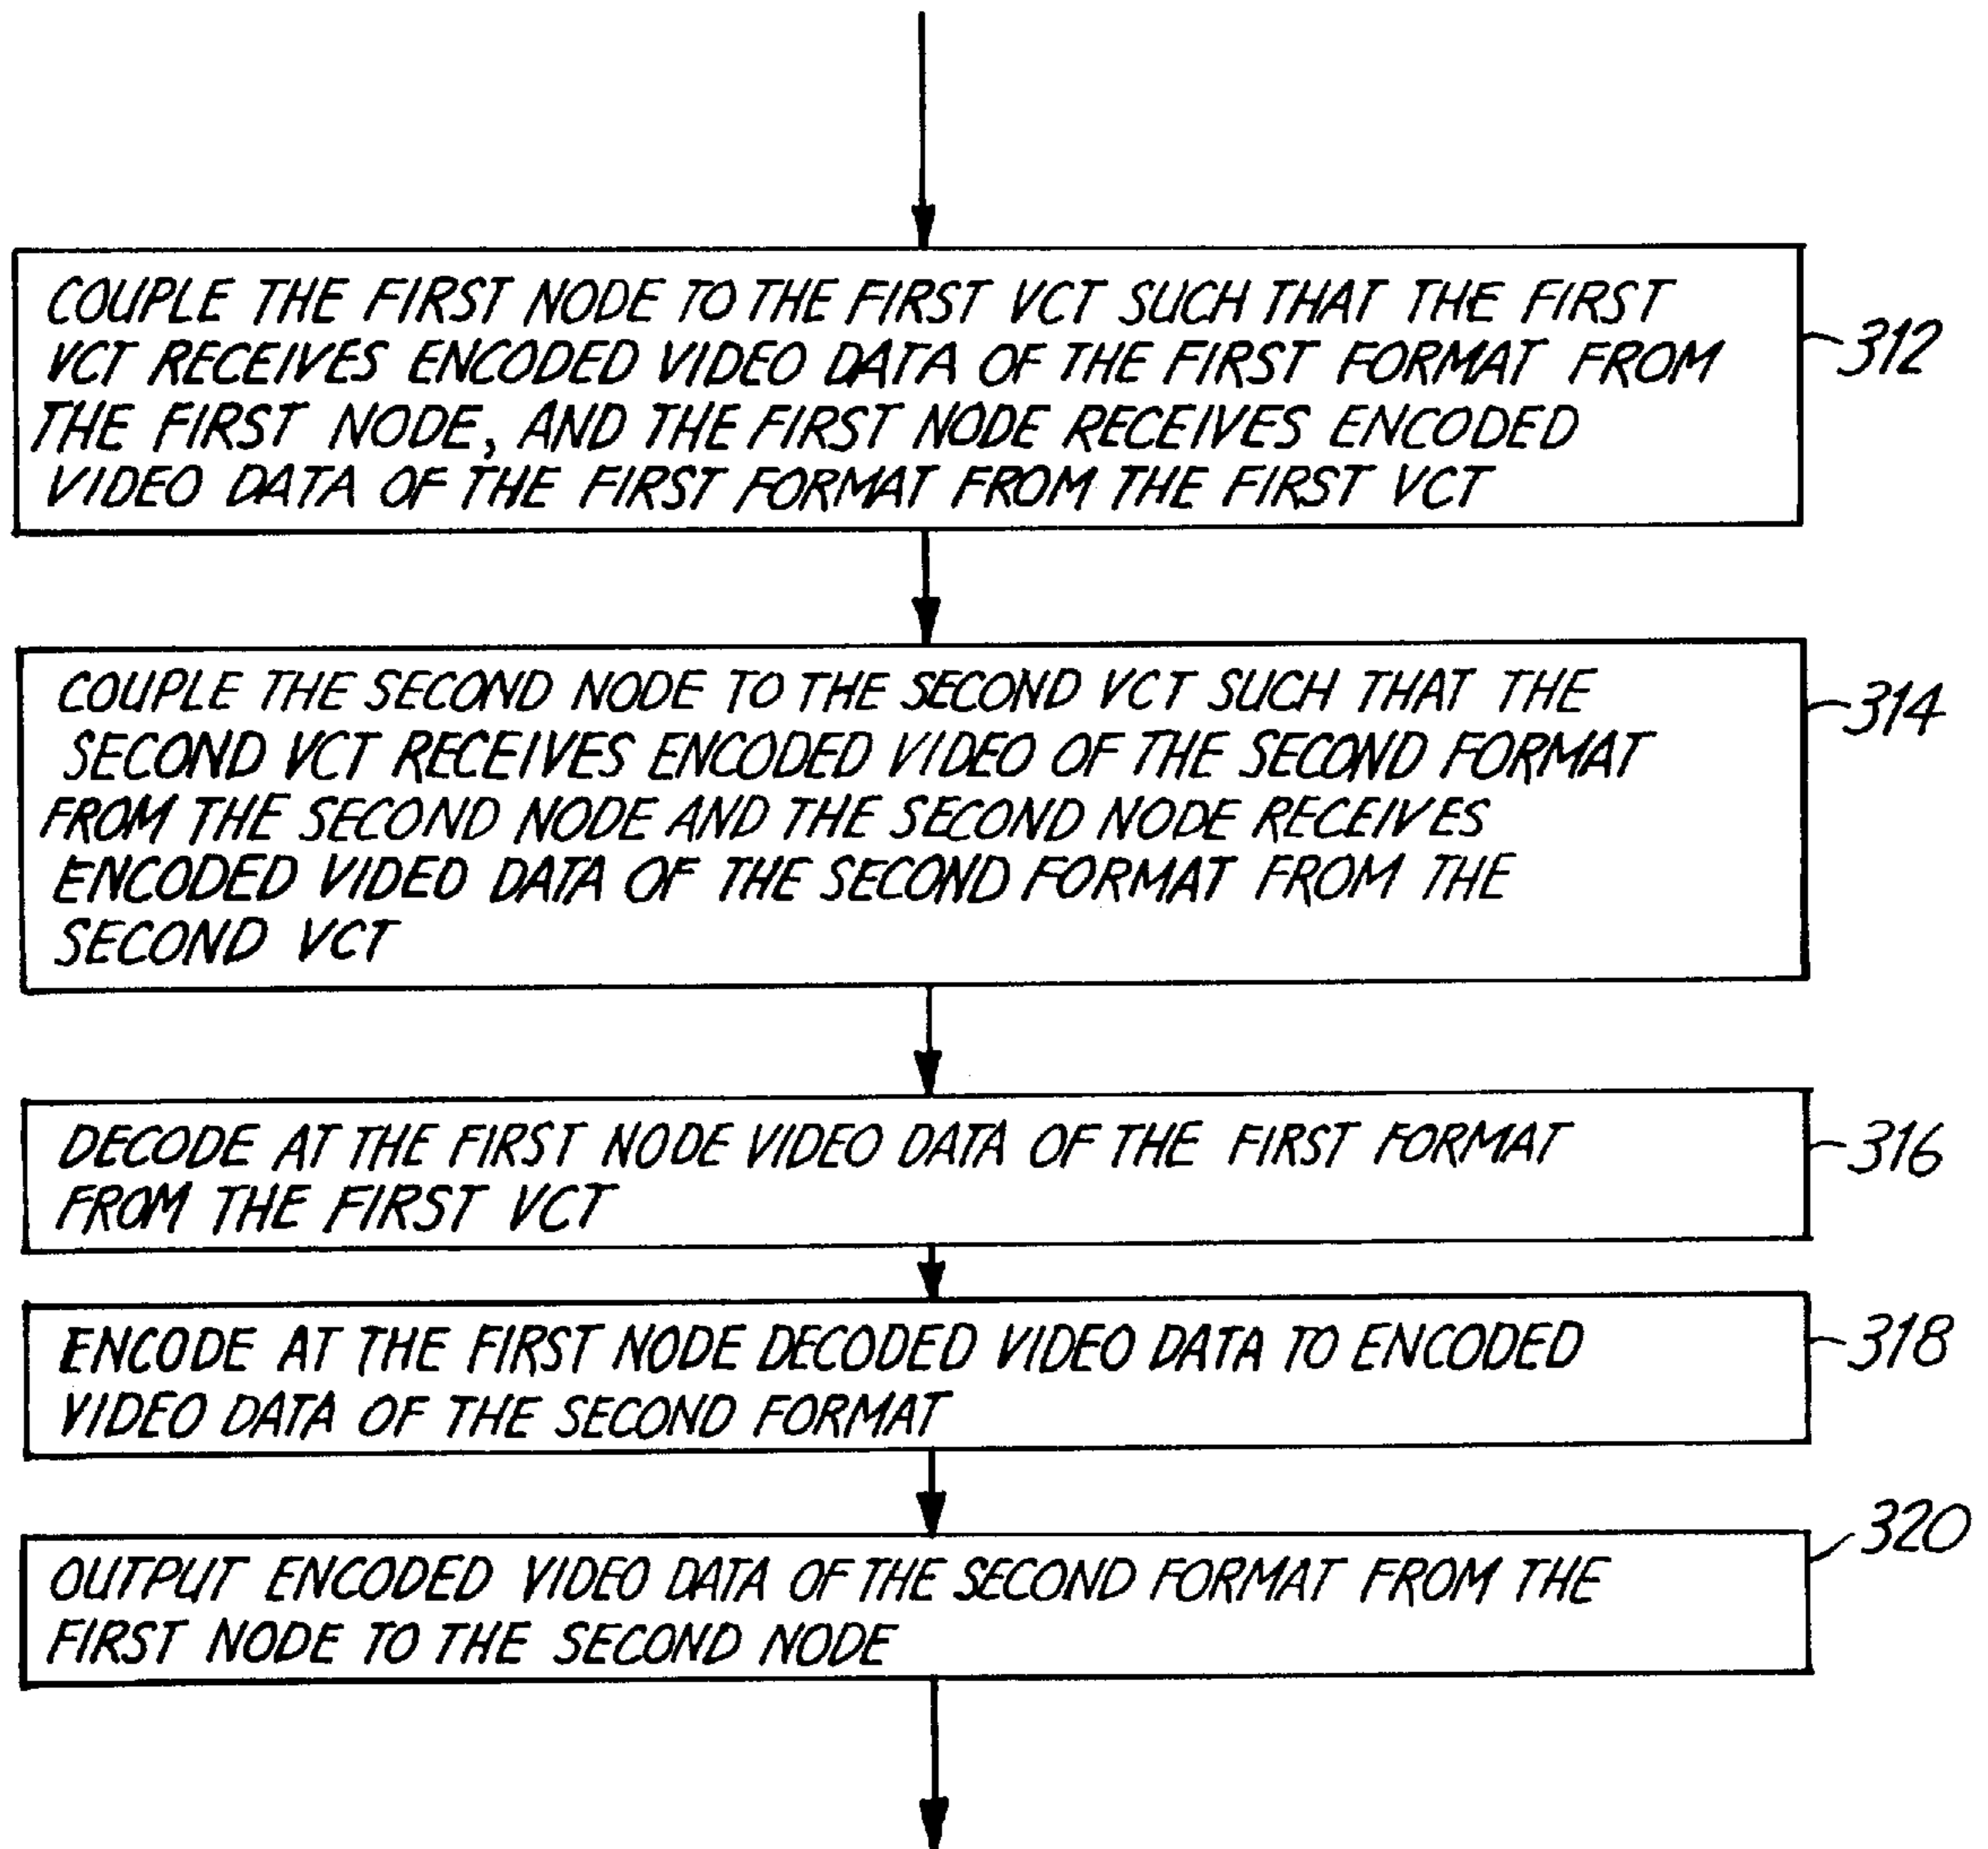 COUPLE THE FIRST NODE TO THE FIRST VCT SUCH THAT THE FIRST
VCT RECEIVES ENCODED VIDEO DATA OF THE FIRST FORMAT FROM
THE FIRST NODE, AND THE FIRST NODE RECEIVES ENCODED
VIDEO DATA OF THE FIRST FORMAT FROM THE FIRST VCT
312
COUPLE THE SECOND NODE TO THE SECOND VCT SUCH THAT THE
SECOND VCT RECEIVES ENCODED VIDEO OF THE SECOND FORMAT
FROM THE SECOND NODE AND THE SECOND NODE RECEIVES
ENCODED VIDEO DATA OF THE SECOND FORMAT FROM THE
SECOND VCT
314
DECODE AT THE FIRST NODE VIDEO DATA OF THE FIRST FORMAT
FROM THE FIRST VCT
316
ENCODE AT THE FIRST NODE DECODED VIDEO DATA TO ENCODED
VIDEO DATA OF THE SECOND FORMAT
318
OUTPUT ENCODED VIDEO DATA OF THE SECOND FORMAT FROM THE
FIRST NODE TO THE SECOND NODE
320